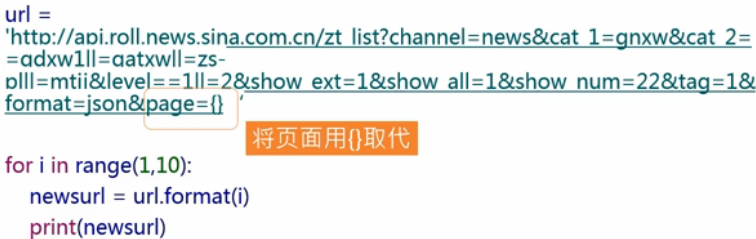 url =
'http://api.roll.news.sina.com.cn/zt_list?channel=news&cat_1=gnxw&cat_2=
=gdxw1||=gatxw||=zs-
pl||=mtjj&level==1||=2&show_ext=1&show_all=1&show_num=22&tag=1&
format=json&page={} '
将页面用{}取代
for i in range(1,10):
newsurl = url.format(i)
print(newsurl)